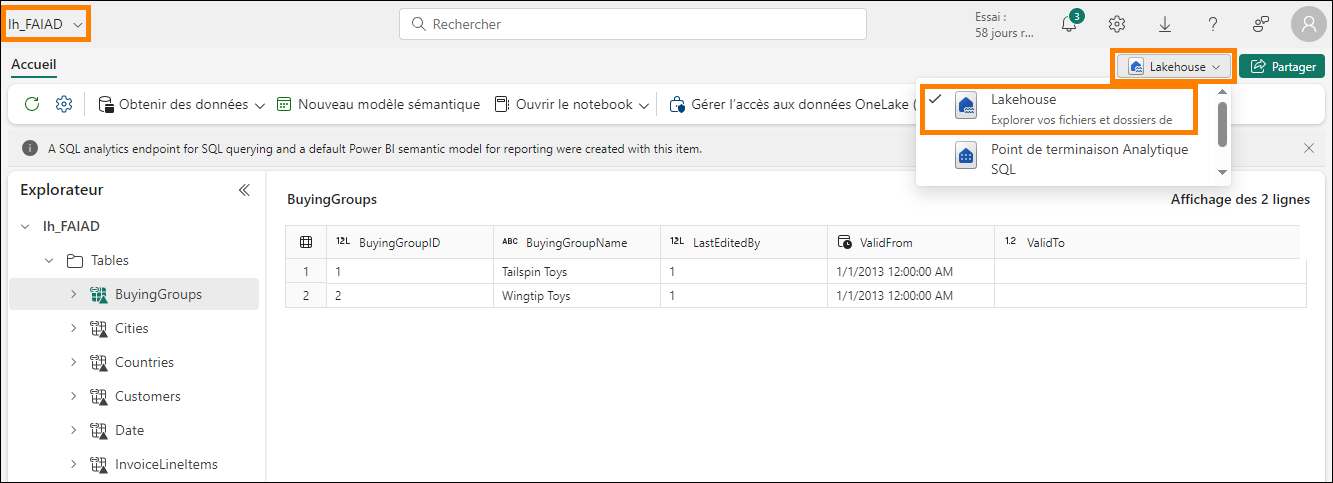 lh_FAIAD
Rechercher
Essai :
58 jours r...
3
Accueil
Lakehouse
Partager
Obtenir des données
Nouveau modèle sémantique
Ouvrir le notebook
Gérer l'accès aux données OneLake (
Lakehouse
Explorer vos fichiers et dossiers de
Point de terminaison Analytique
SQL
A SQL analytics endpoint for SQL querying and a default Power BI semantic model for reporting were created with this item.
Explorateur
lh_FAIAD
Tables
BuyingGroups
Cities
Countries
Customers
Date
InvoiceLineItems
BuyingGroups
Affichage des 2 lignes
12L BuyingGroupID ABC BuyingGroupName 12L LastEditedBy ValidFrom 1.2 ValidTo
1 1 Tailspin Toys 1 1/1/2013 12:00:00 AM
2 2 Wingtip Toys 1 1/1/2013 12:00:00 AM